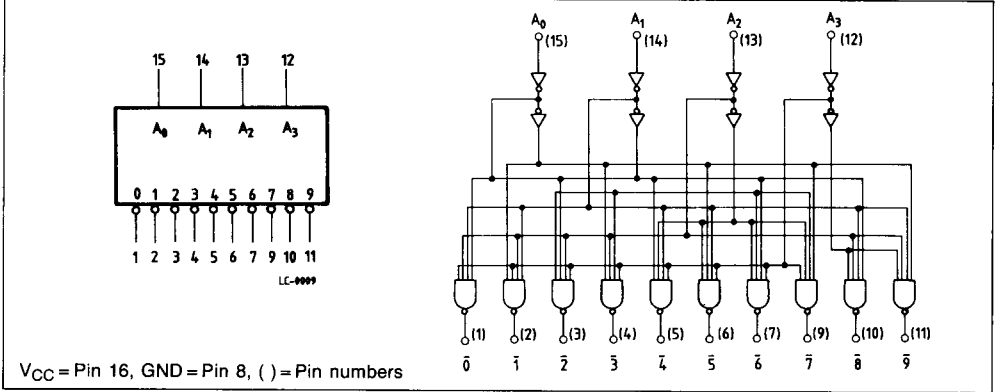 15 14 13 12
A₀ A₁ A₂ A₃
0 1 2 3 4 5 6 7 8 9
1 2 3 4 5 6 7 9 10 11
LC-0009
A₀ A₁ A₂ A₃
(15) (14) (13) (12)
(1) (2) (3) (4) (5) (6) (7) (9) (10) (11)
0̅ 1̅ 2̅ 3̅ 4̅ 5̅ 6̅ 7̅ 8̅ 9̅
V_CC = Pin 16, GND = Pin 8, ( ) = Pin numbers